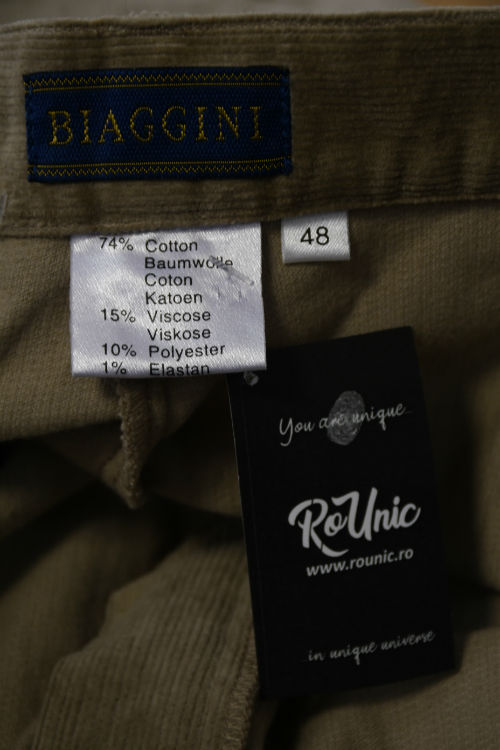 BIAGGINI
74% Cotton
Baumwolle
Coton
Katoen
15% Viscose
Viskose
10% Polyester
1% Elastan
48
You are unique...
RoUnic
www.rounic.ro
...in unique universe